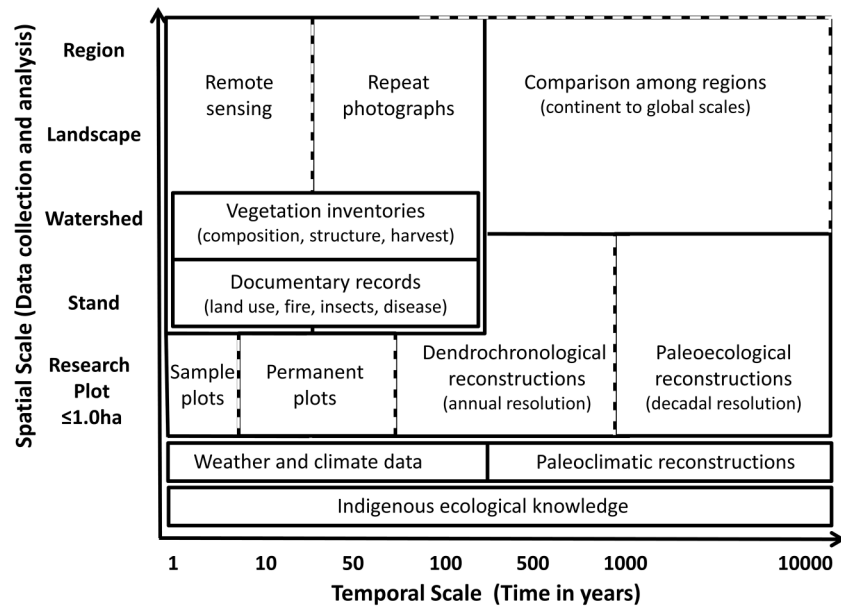 Spatial Scale (Data collection and analysis)
Region
Landscape
Watershed
Stand
Research
Plot
≤1.0ha
Remote
sensing
Repeat
photographs
Comparison among regions
(continent to global scales)
Vegetation inventories
(composition, structure, harvest)
Documentary records
(land use, fire, insects, disease)
Sample
plots
Permanent
plots
Dendrochronological
reconstructions
(annual resolution)
Paleoecological
reconstructions
(decadal resolution)
Weather and climate data
Paleoclimatic reconstructions
Indigenous ecological knowledge
1 10 50 100 500 1000 10000
Temporal Scale (Time in years)